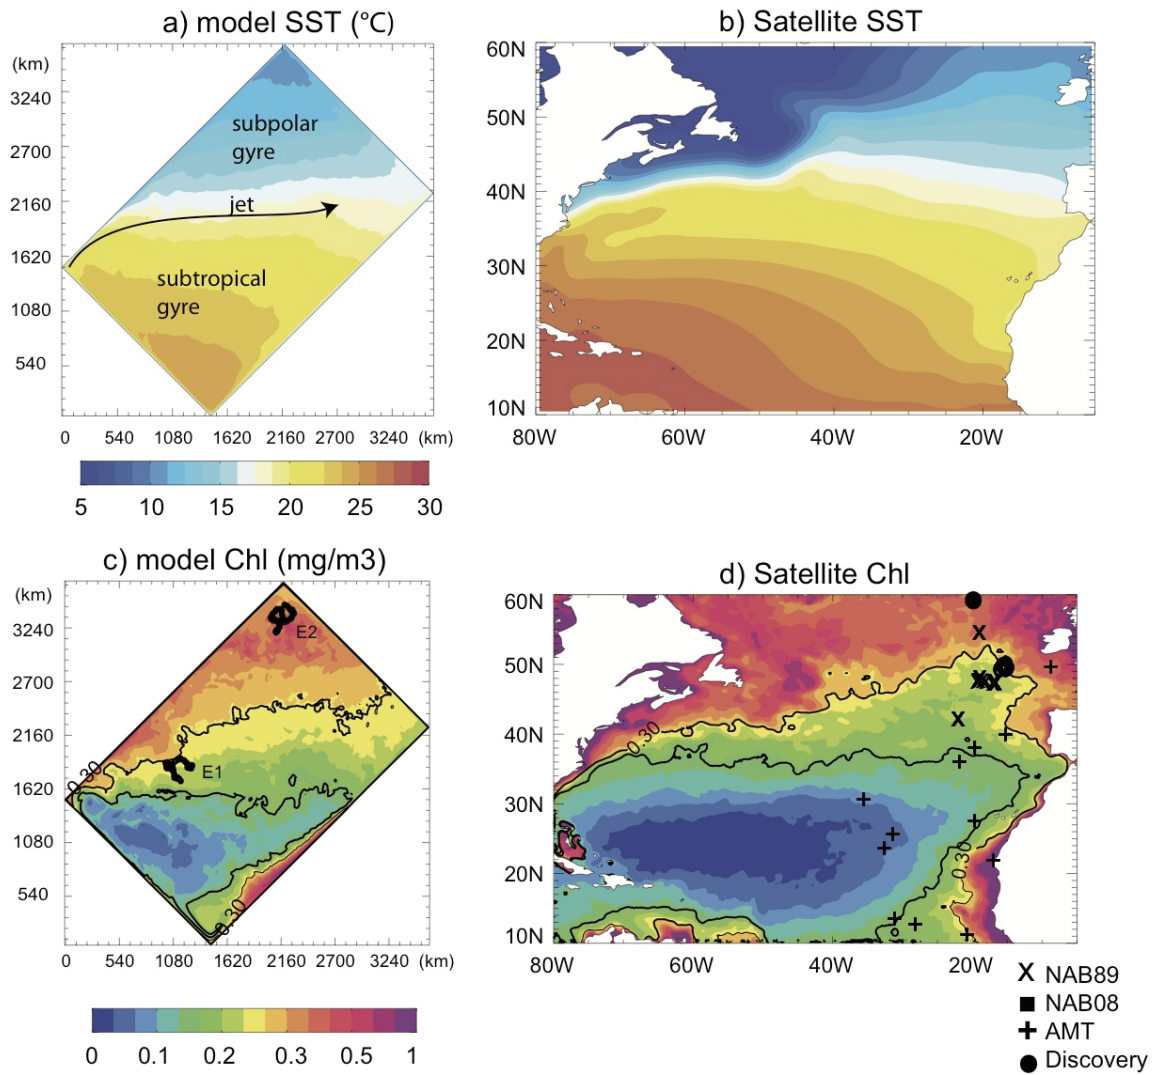 a) model SST (°C)
b) Satellite SST
(km)
3240
2700
2160
1620
1080
540
subpolar
gyre
jet
subtropical
gyre
0 540 1080 1620 2160 2700 3240 (km)
5 10 15 20 25 30
60N
50N
40N
30N
20N
10N
80W 60W 40W 20W
c) model Chl (mg/m3)
d) Satellite Chl
(km)
3240
2700
2160
1620
1080
540
E2
E1
0.30
0.30
0 540 1080 1620 2160 2700 3240 (km)
0 0.1 0.2 0.3 0.5 1
60N
50N
40N
30N
20N
10N
0.30
0.30
80W 60W 40W 20W
X NAB89
■ NAB08
+ AMT
● Discovery